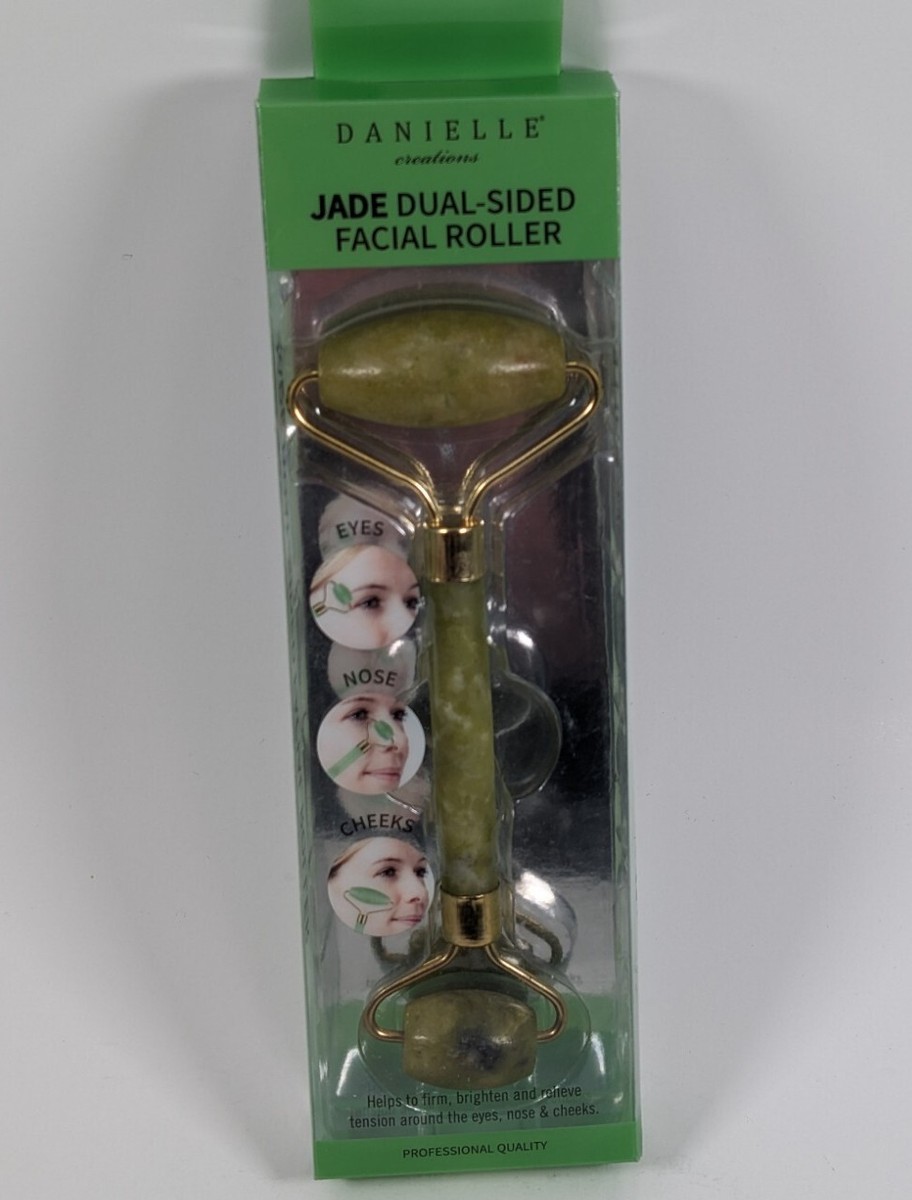 DANIELLE®
creations
JADE DUAL-SIDED
FACIAL ROLLER
EYES
NOSE
CHEEKS
Helps to firm, brighten and relieve
tension around the eyes, nose & cheeks.
PROFESSIONAL QUALITY